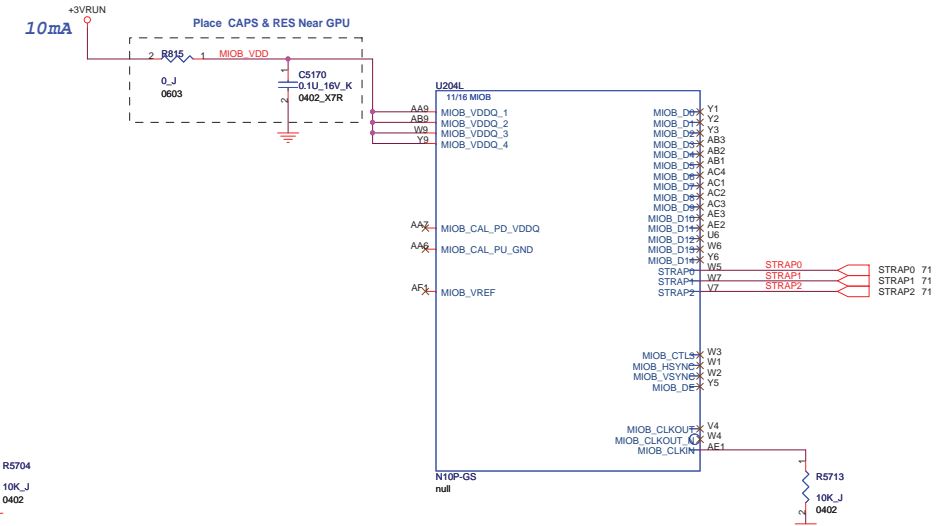 +3VRUN
10mA
Place CAPS & RES Near GPU
2 R815 1 MIOB_VDD
0_J
0603
1
C5170
0.1U_16V_K
0402_X7R
2
U204L
11/16 MIOB
AA9 MIOB_VDDQ_1
AB9 MIOB_VDDQ_2
W9 MIOB_VDDQ_3
Y9 MIOB_VDDQ_4
AA7 MIOB_CAL_PD_VDDQ
AA6 MIOB_CAL_PU_GND
AF1 MIOB_VREF
MIOB_D0 Y1
MIOB_D1 Y2
MIOB_D2 Y3
MIOB_D3 AB3
MIOB_D4 AB2
MIOB_D5 AB1
MIOB_D6 AC4
MIOB_D7 AC1
MIOB_D8 AC2
MIOB_D9 AC3
MIOB_D10 AE3
MIOB_D11 AE2
MIOB_D12 U6
MIOB_D13 W6
MIOB_D14 Y6
STRAP0 W5 STRAP0 STRAP0 71
STRAP1 W7 STRAP1 STRAP1 71
STRAP2 V7 STRAP2 STRAP2 71
MIOB_CTL3 W3
MIOB_HSYNC W1
MIOB_VSYNC W2
MIOB_DE Y5
MIOB_CLKOUT V4
MIOB_CLKOUT_N W4
MIOB_CLKIN AE1
N10P-GS
null
R5704
10K_J
0402
1
R5713
10K_J
0402
2